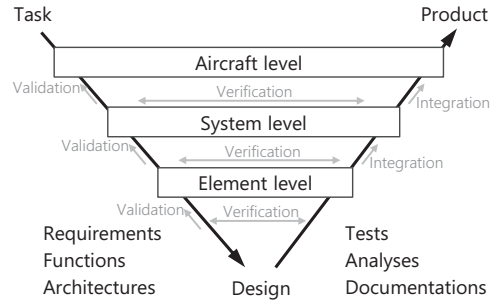 Task Product
Aircraft level
Validation Verification Integration
System level
Validation Verification Integration
Element level
Validation Verification
Requirements Tests
Functions Analyses
Architectures Design Documentations